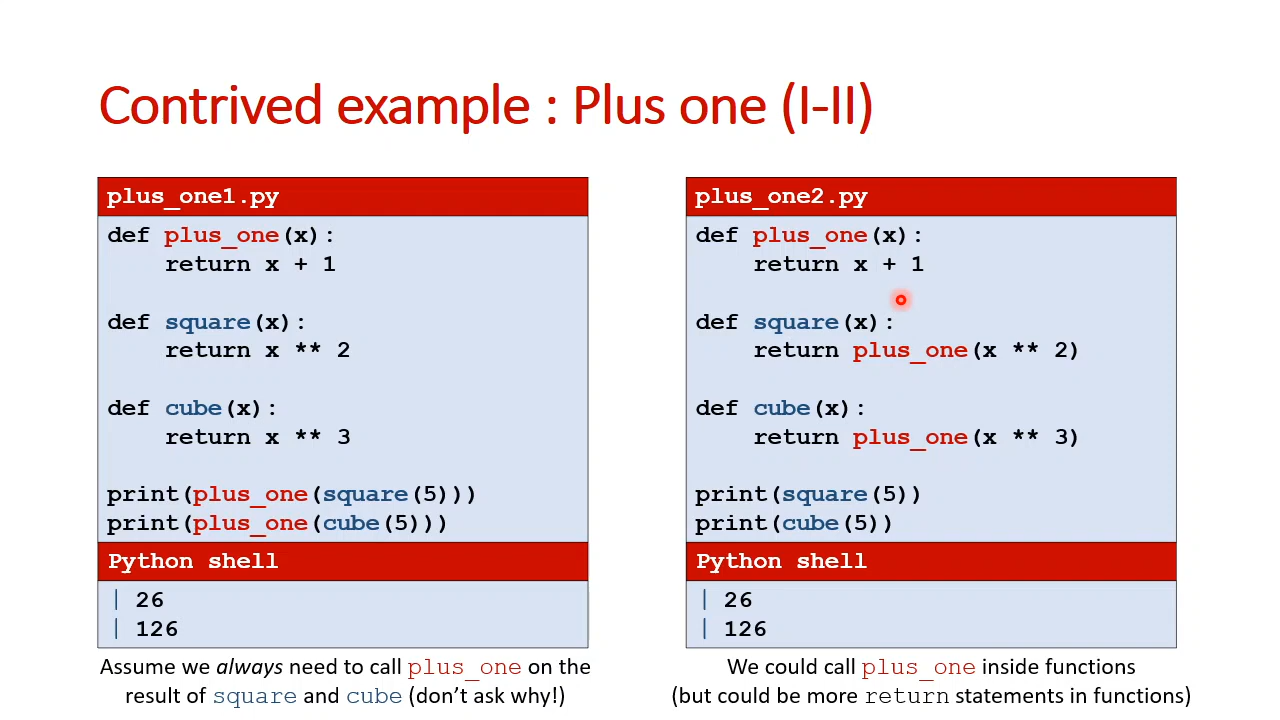 Contrived example : Plus one (I-II)
plus_one1.py
def plus_one(x):
    return x + 1

def square(x):
    return x ** 2

def cube(x):
    return x ** 3

print(plus_one(square(5)))
print(plus_one(cube(5)))
Python shell
| 26
| 126
Assume we always need to call plus_one on the
result of square and cube (don't ask why!)
plus_one2.py
def plus_one(x):
    return x + 1

def square(x):
    return plus_one(x ** 2)

def cube(x):
    return plus_one(x ** 3)

print(square(5))
print(cube(5))
Python shell
| 26
| 126
We could call plus_one inside functions
(but could be more return statements in functions)